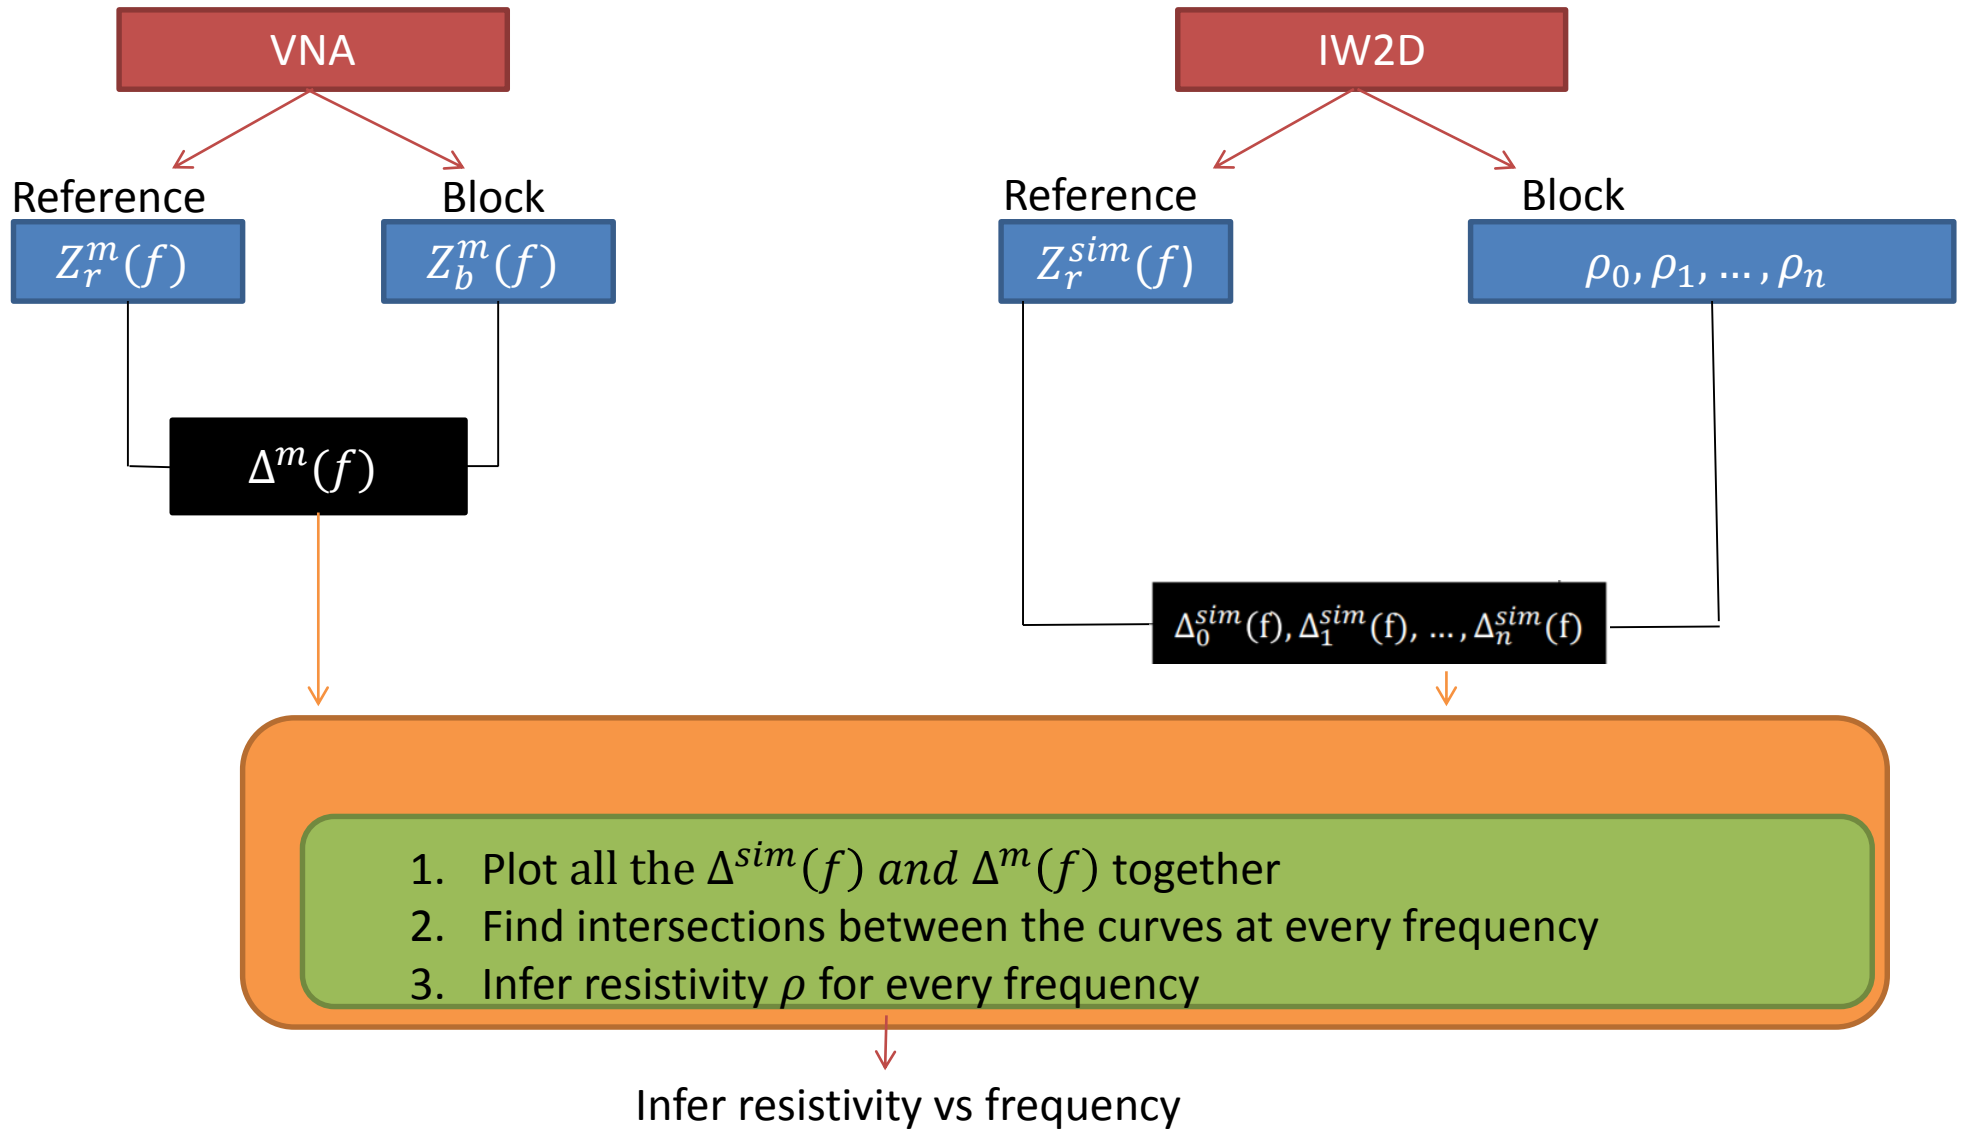 VNA
IW2D
Reference
Block
Reference
Block
Z_r^m(f)
Z_b^m(f)
Z_r^{sim}(f)
ρ_0, ρ_1, …, ρ_n
Δ^m(f)
Δ_0^{sim}(f), Δ_1^{sim}(f), …, Δ_n^{sim}(f)
1. Plot all the Δ^{sim}(f) and Δ^m(f) together
2. Find intersections between the curves at every frequency
3. Infer resistivity ρ for every frequency
Infer resistivity vs frequency